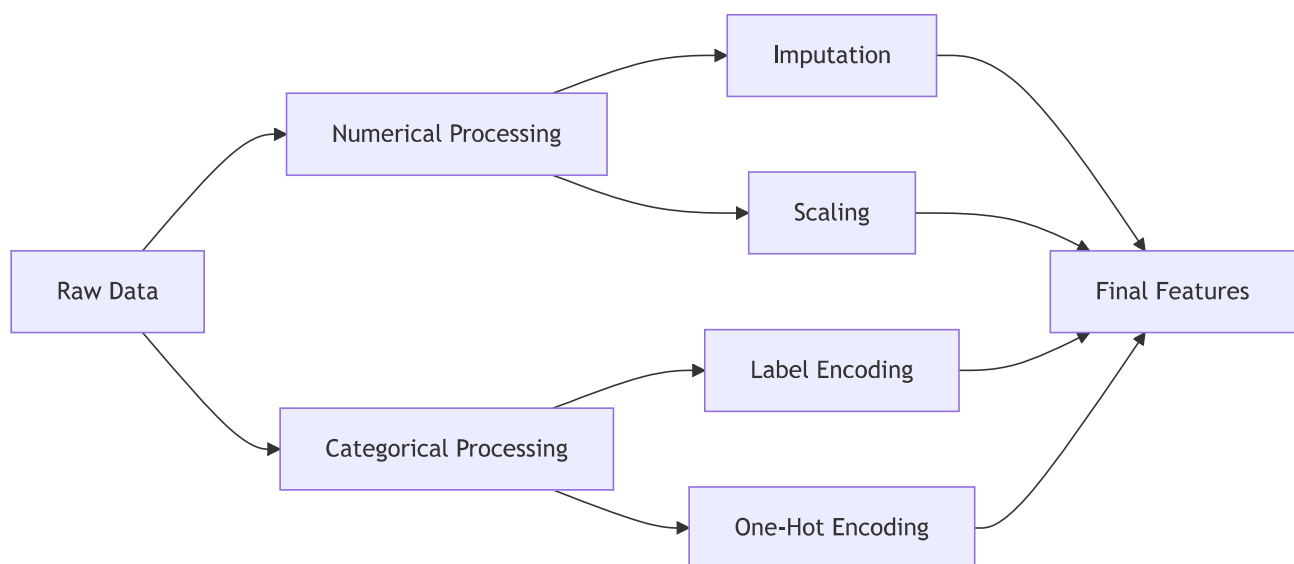 Raw Data
Numerical Processing
Categorical Processing
Imputation
Scaling
Label Encoding
One-Hot Encoding
Final Features